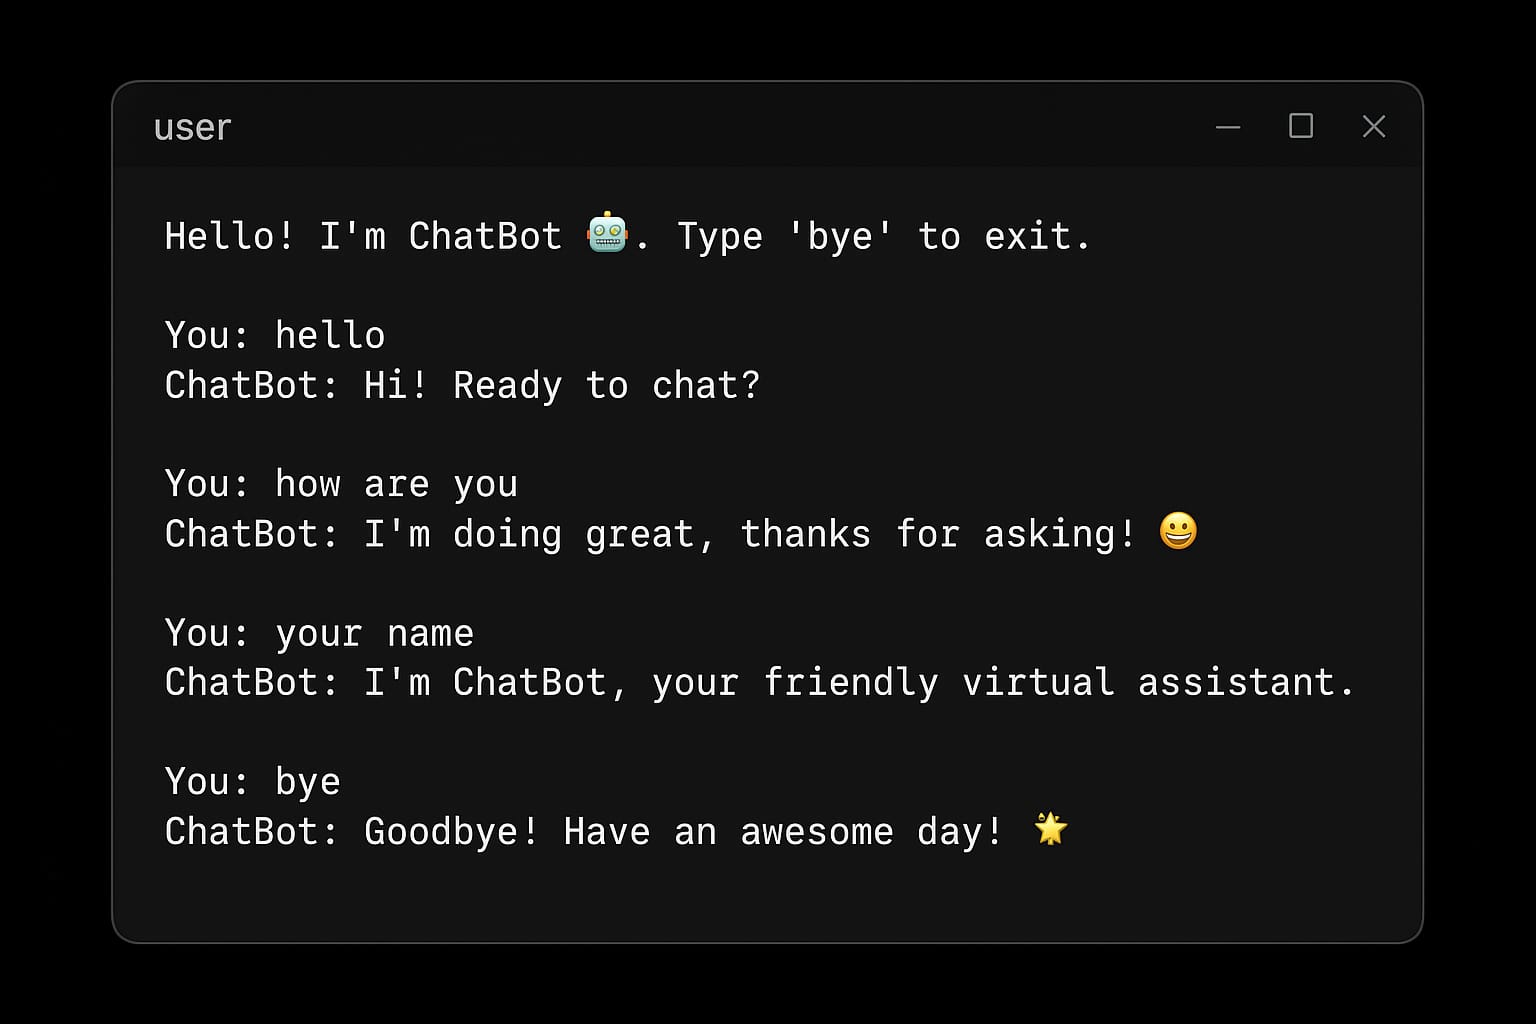 user
Hello! I'm ChatBot 🤖. Type 'bye' to exit.
You: hello
ChatBot: Hi! Ready to chat?
You: how are you
ChatBot: I'm doing great, thanks for asking! 😀
You: your name
ChatBot: I'm ChatBot, your friendly virtual assistant.
You: bye
ChatBot: Goodbye! Have an awesome day! 🌟